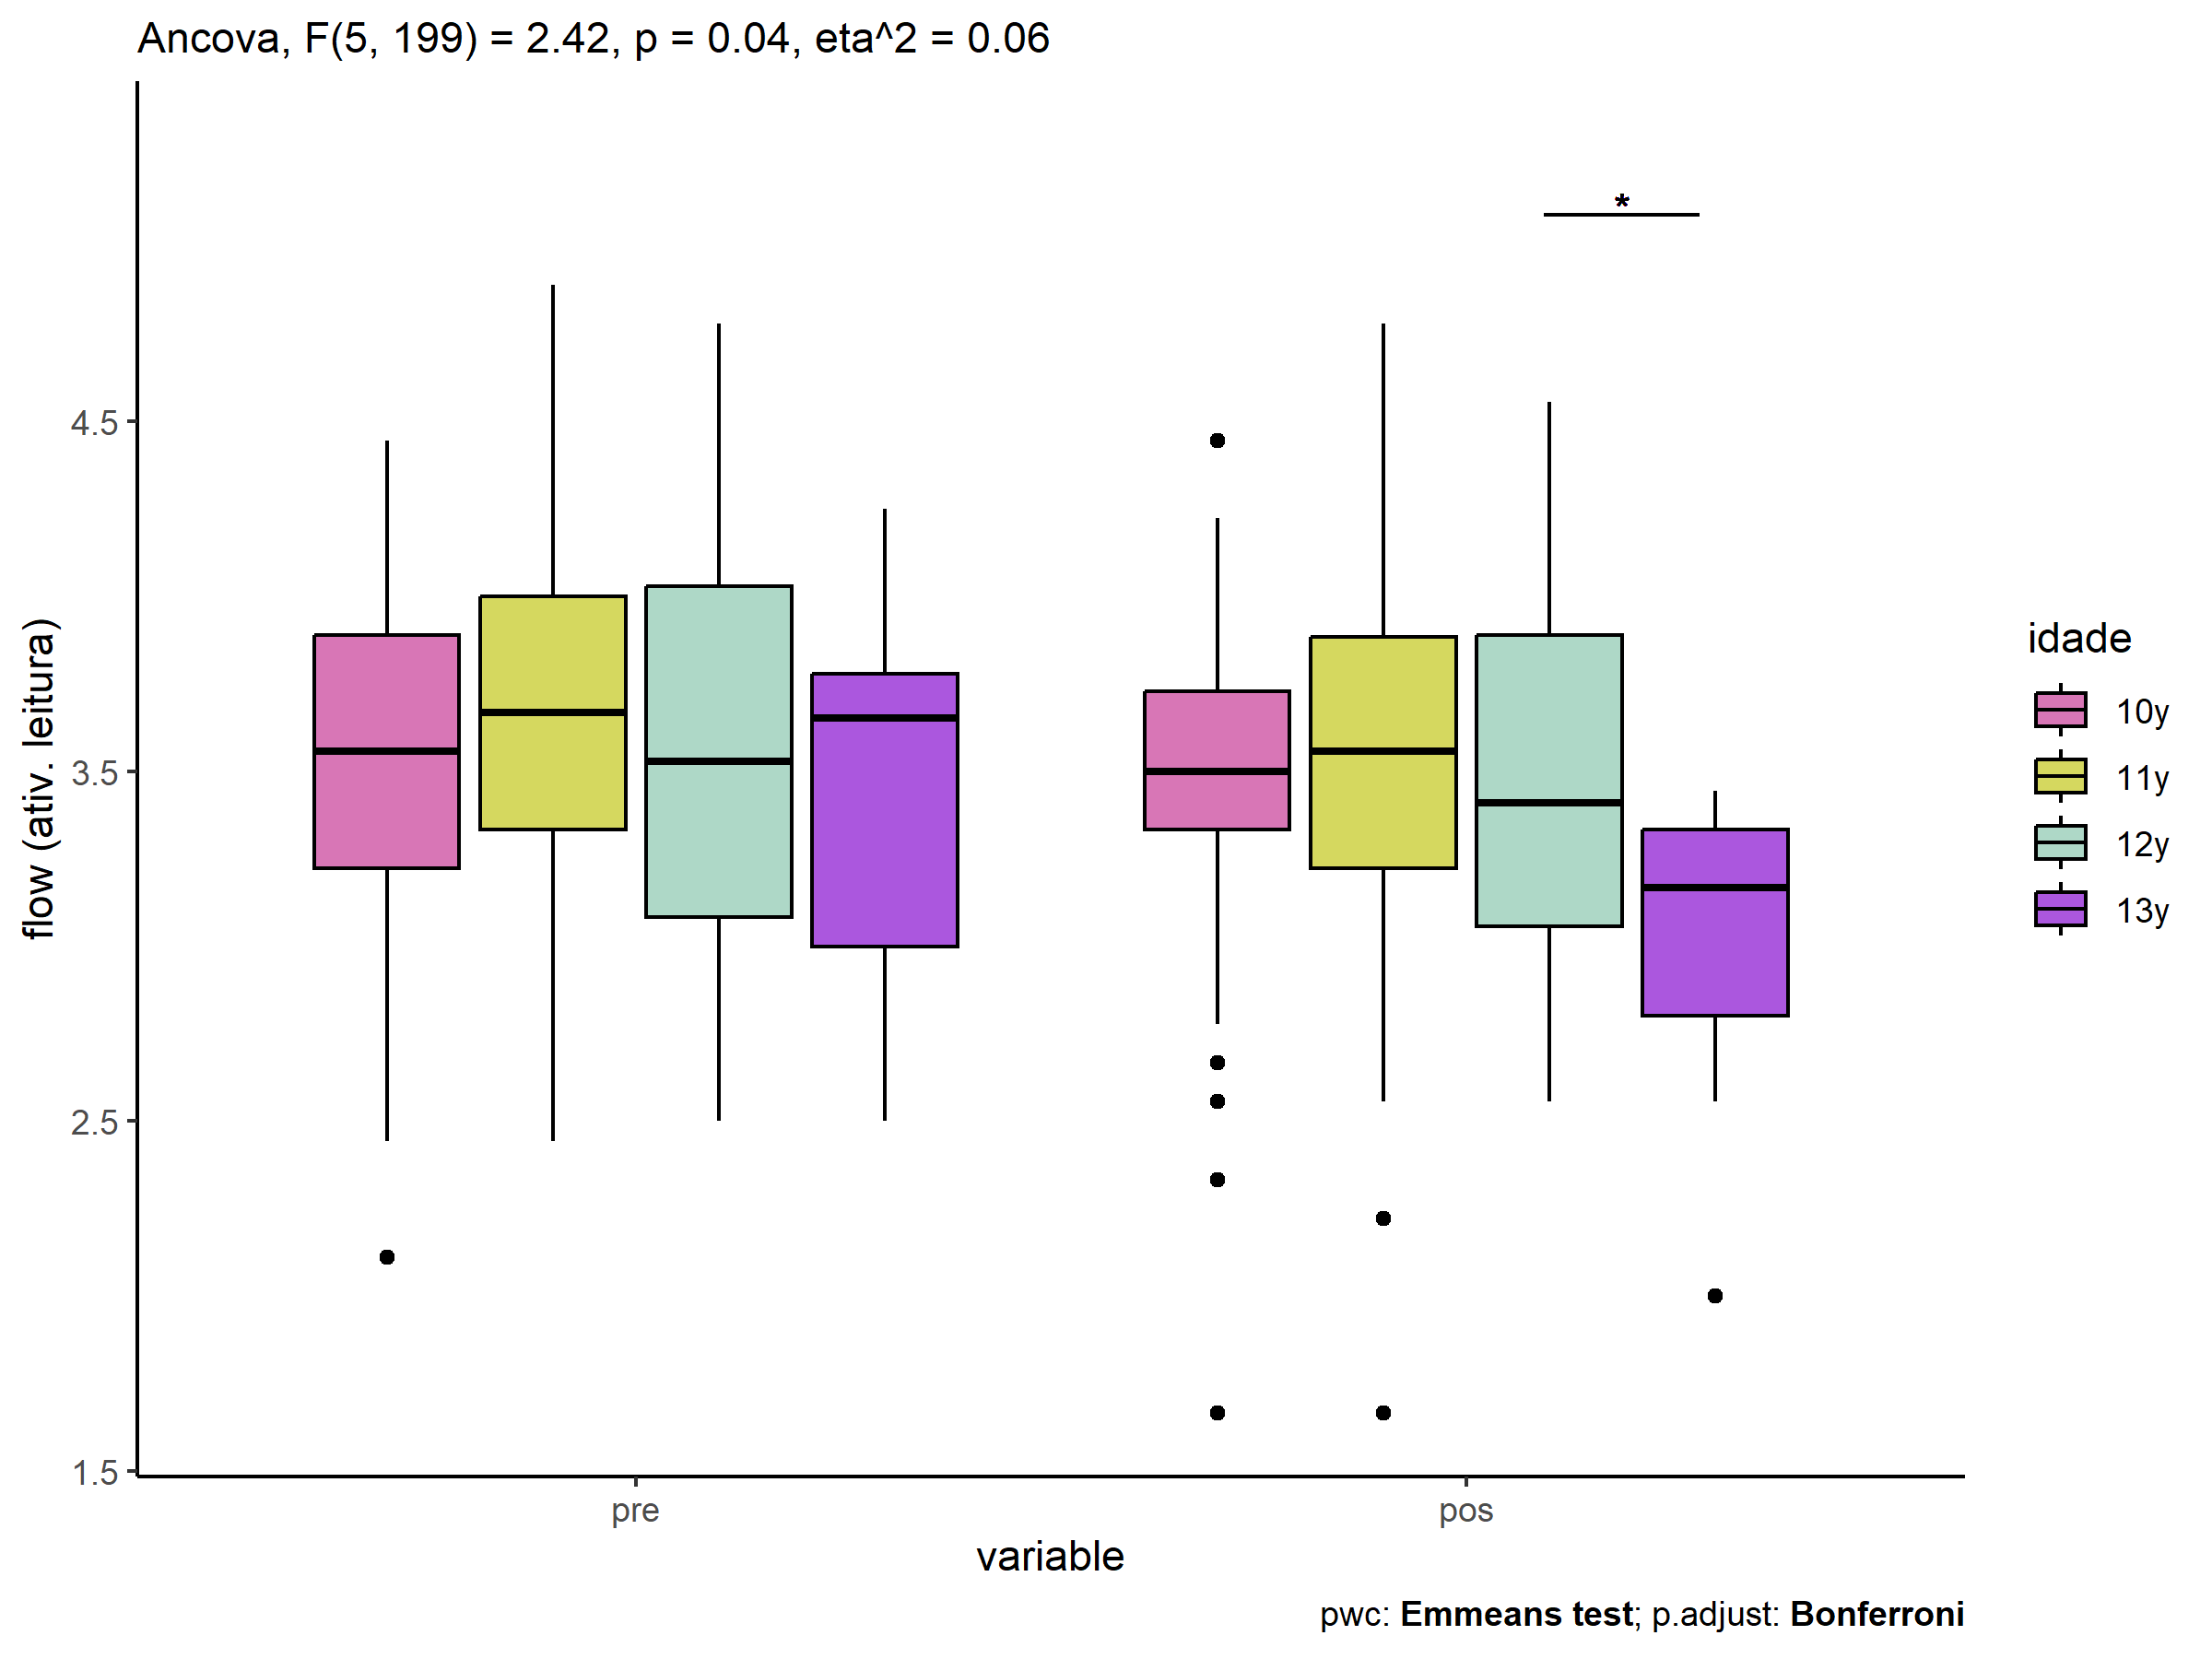 Ancova, F(5, 199) = 2.42, p = 0.04, eta^2 = 0.06
*
4.5
3.5
2.5
1.5
flow (ativ. leitura)
pre
pos
variable
idade
10y
11y
12y
13y
pwc: Emmeans test; p.adjust: Bonferroni